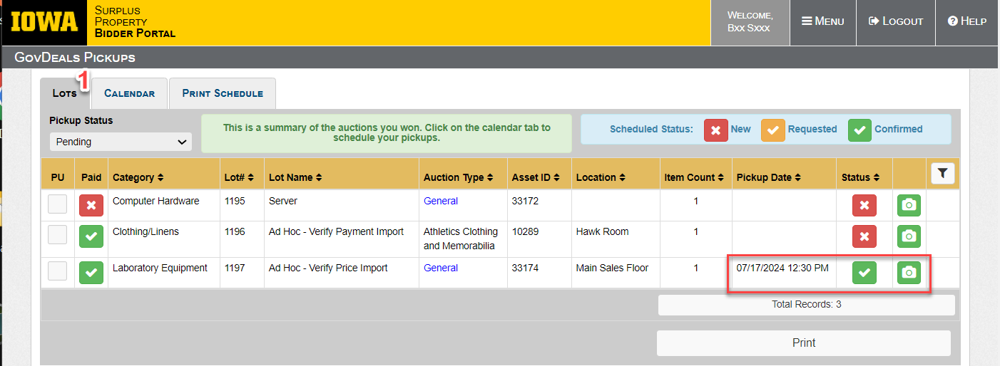 IOWA
Surplus
Property
Bidder Portal
Welcome,
Bxx Sxxx
Menu
Logout
Help
GovDeals Pickups
1
Lots
Calendar
Print Schedule
Pickup Status
Pending
This is a summary of the auctions you won. Click on the calendar tab to
schedule your pickups.
Scheduled Status: New Requested Confirmed
PU Paid Category Lot# Lot Name Auction Type Asset ID Location Item Count Pickup Date Status
Computer Hardware 1195 Server General 33172 1
Clothing/Linens 1196 Ad Hoc - Verify Payment Import Athletics Clothing 10289 Hawk Room 1
and Memorabilia
Laboratory Equipment 1197 Ad Hoc - Verify Price Import General 33174 Main Sales Floor 1 07/17/2024 12:30 PM
Total Records: 3
Print